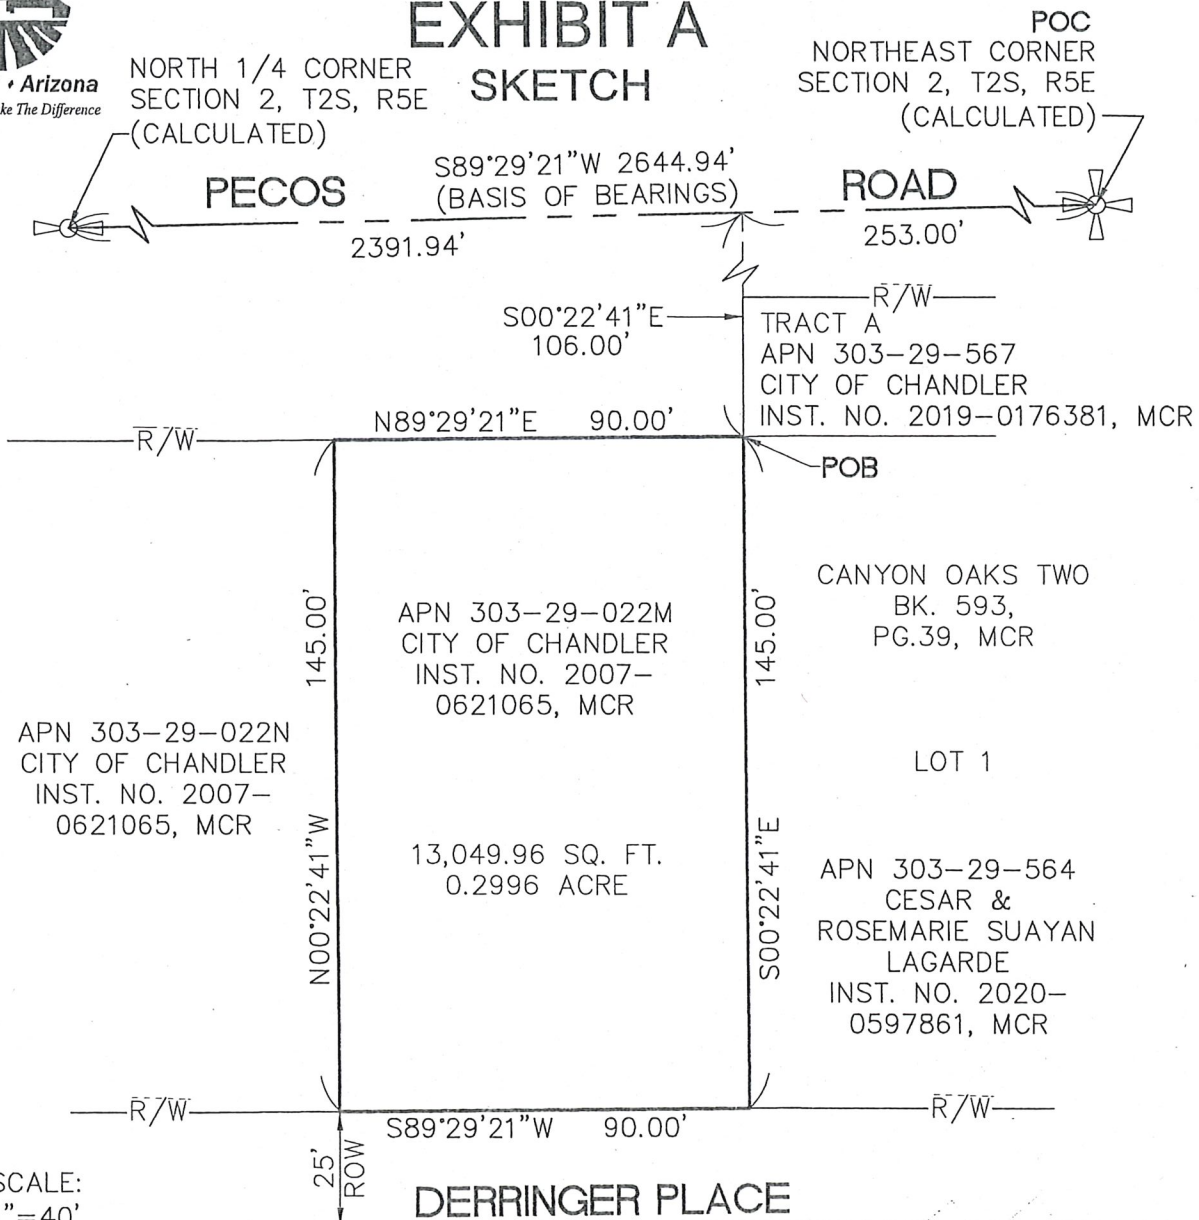 EXHIBIT A
SKETCH
Arizona
ke The Difference
NORTH 1/4 CORNER
SECTION 2, T2S, R5E
(CALCULATED)
POC
NORTHEAST CORNER
SECTION 2, T2S, R5E
(CALCULATED)
PECOS
S89°29'21"W 2644.94'
(BASIS OF BEARINGS)
ROAD
2391.94'
253.00'
R/W
S00°22'41"E
106.00'
TRACT A
APN 303-29-567
CITY OF CHANDLER
INST. NO. 2019-0176381, MCR
N89°29'21"E 90.00'
R/W
POB
CANYON OAKS TWO
BK. 593,
PG.39, MCR
145.00'
APN 303-29-022M
CITY OF CHANDLER
INST. NO. 2007-
0621065, MCR
145.00'
APN 303-29-022N
CITY OF CHANDLER
INST. NO. 2007-
0621065, MCR
LOT 1
N00°22'41"W
13,049.96 SQ. FT.
0.2996 ACRE
S00°22'41"E
APN 303-29-564
CESAR &
ROSEMARIE SUAYAN
LAGARDE
INST. NO. 2020-
0597861, MCR
R/W
R/W
S89°29'21"W 90.00'
25'
ROW
DERRINGER PLACE
SCALE:
"=40'